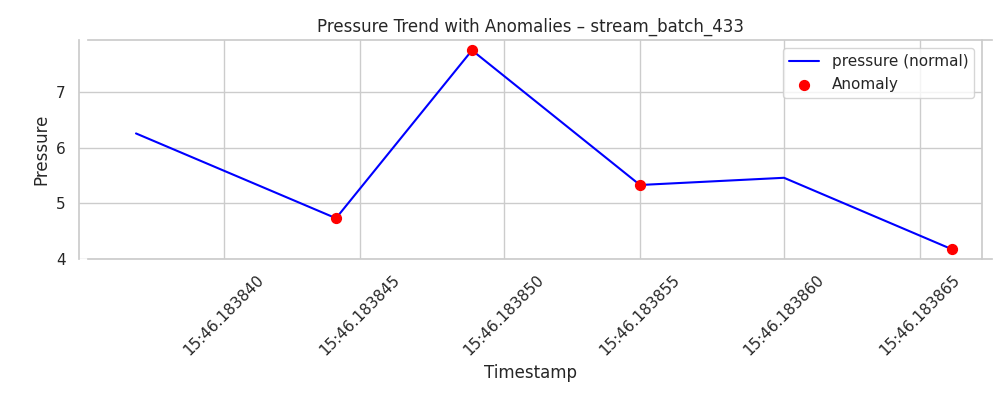 Pressure Trend with Anomalies – stream_batch_433
pressure (normal)
Anomaly
Pressure
7
6
5
4
15:46.183840
15:46.183845
15:46.183850
15:46.183855
15:46.183860
15:46.183865
Timestamp